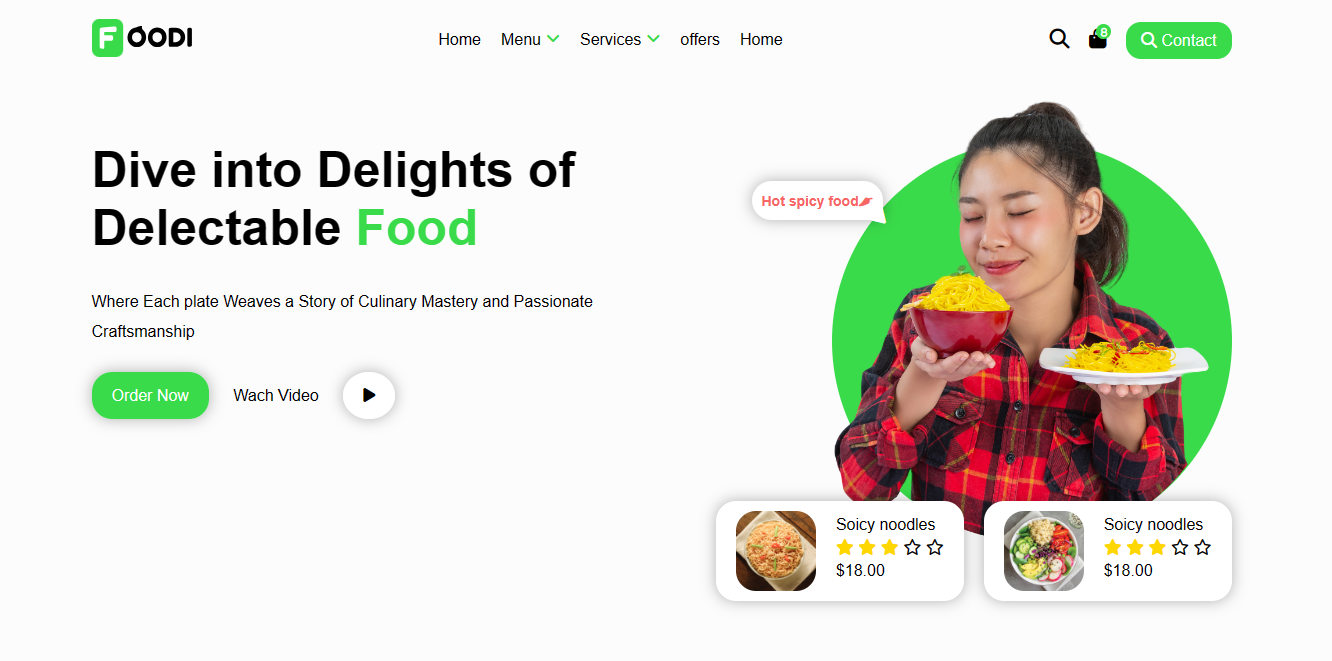 FOODI
Home Menu Services offers Home
8
Contact
Dive into Delights of
Delectable Food
Hot spicy food
Where Each plate Weaves a Story of Culinary Mastery and Passionate
Craftsmanship
Order Now
Wach Video
Soicy noodles
$18.00
Soicy noodles
$18.00